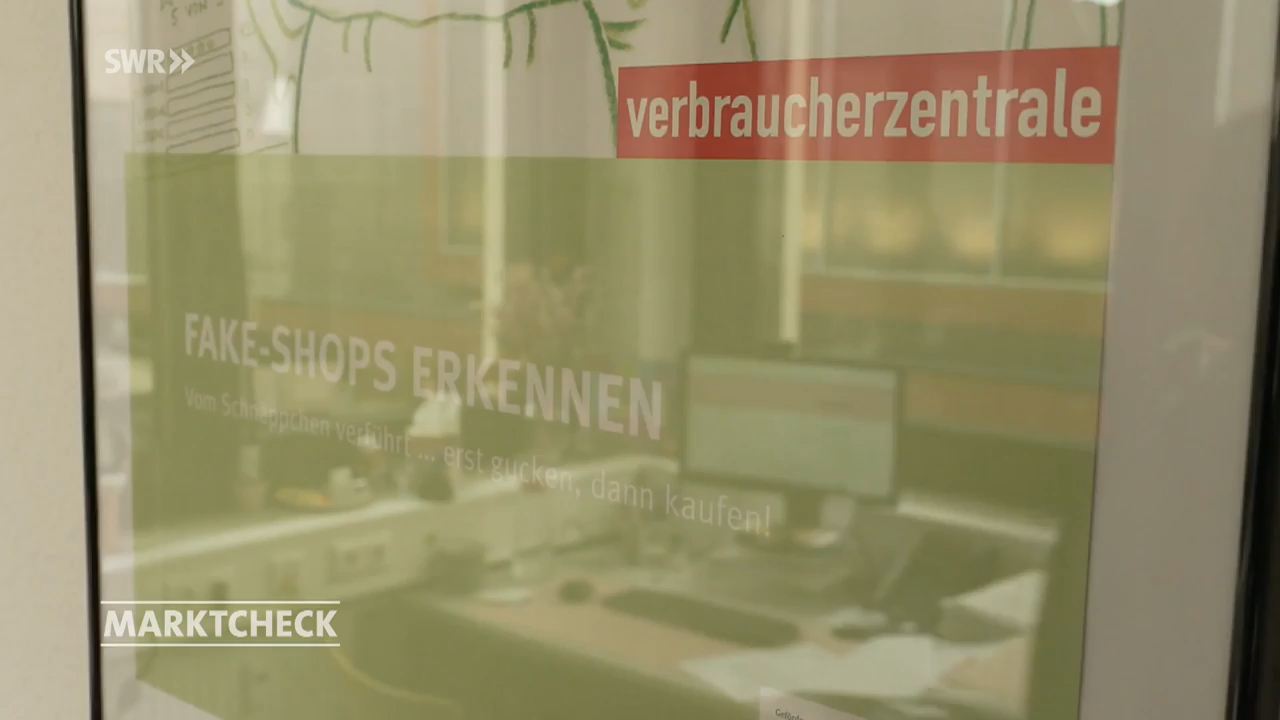 SWR
verbraucherzentrale
FAKE-SHOPS ERKENNEN
Vom Schnäppchen verführt ... erst gucken, dann kaufen!
MARKTCHECK